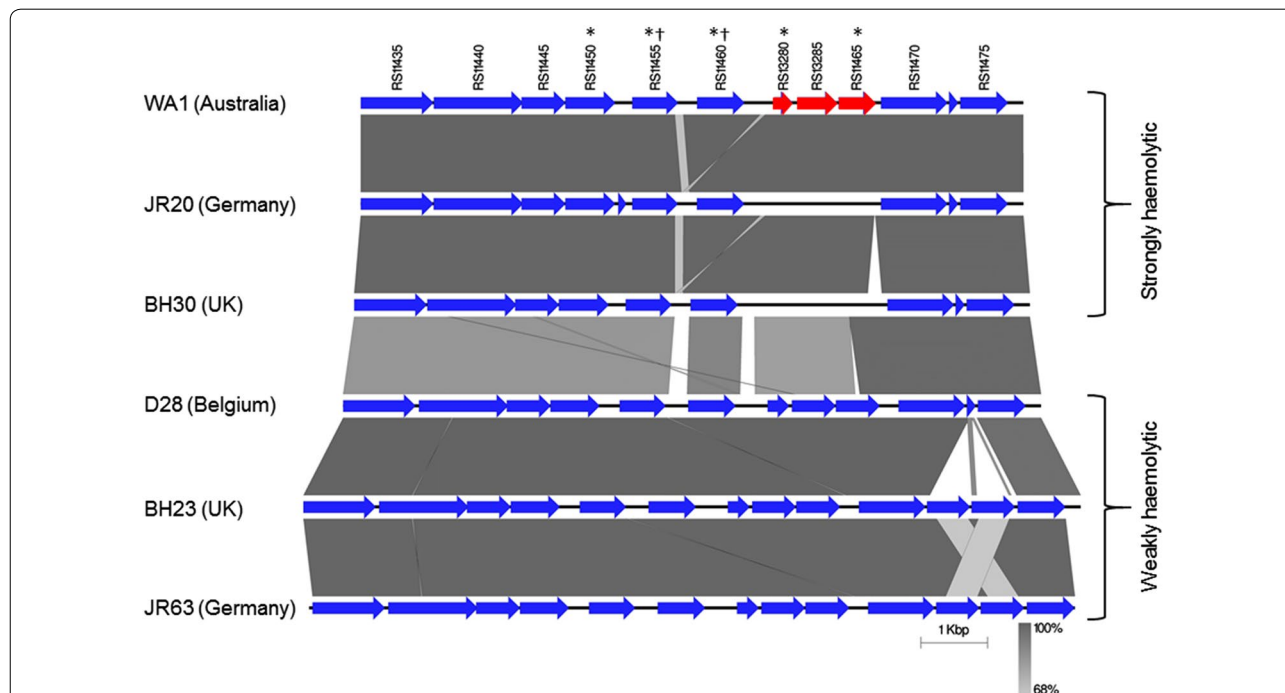 * *† *† * *
RS11435 RS11440 RS11445 RS11450 RS11455 RS11460 RS13280 RS13285 RS11465 RS11470 RS11475
WA1 (Australia)
JR20 (Germany)
BH30 (UK)
Strongly haemolytic
D28 (Belgium)
BH23 (UK)
JR63 (Germany)
Weakly haemolytic
1 Kbp
100%
68%